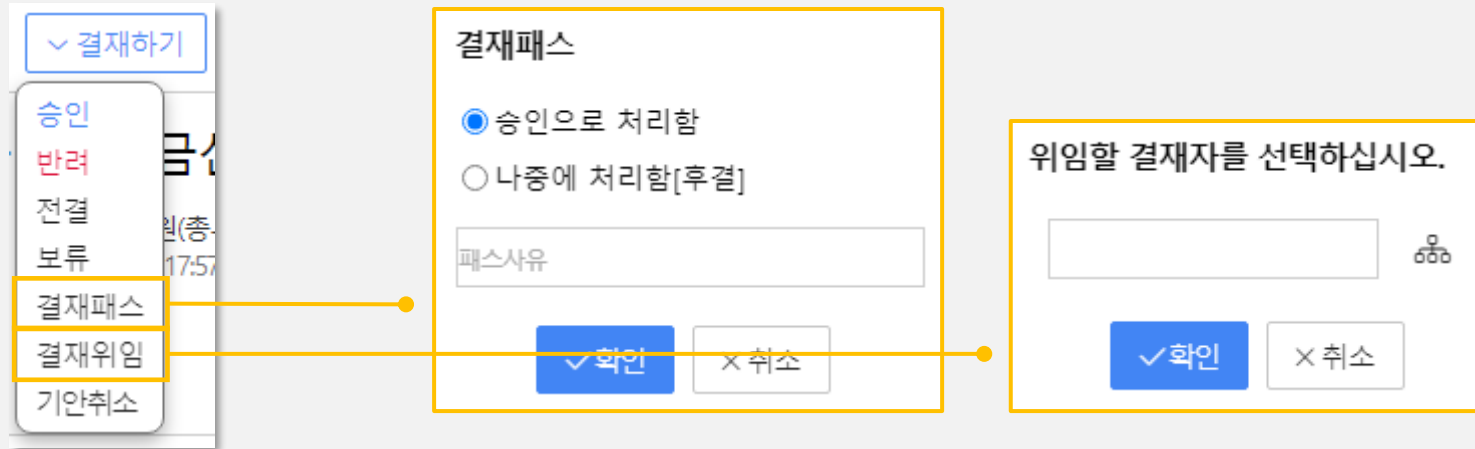 결재하기
승인
반려
전결
보류
결재패스
결재위임
기안취소
17:57
결재패스
승인으로 처리함
나중에 처리함[후결]
패스사유
확인
취소
위임할 결재자를 선택하십시오.
확인
취소